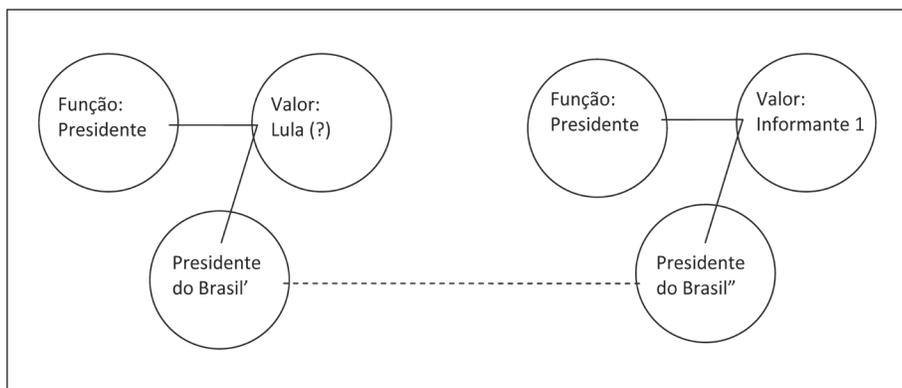 Função:
Presidente
Valor:
Lula (?)
Presidente
do Brasil’
Função:
Presidente
Valor:
Informante 1
Presidente
do Brasil”